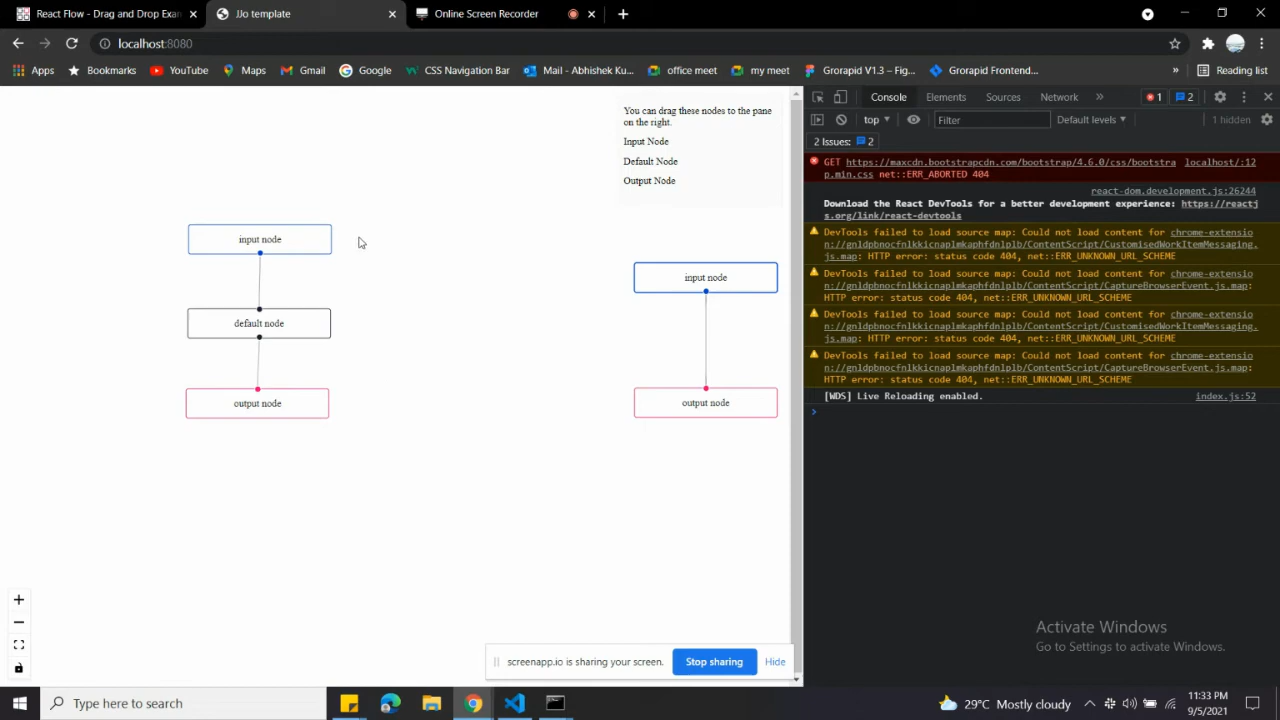 React Flow - Drag and Drop Exan
JJo template
Online Screen Recorder
localhost:8080
Apps
Bookmarks
YouTube
Maps
Gmail
Google
CSS Navigation Bar
Mail - Abhishek Ku...
office meet
my meet
Grorapid V1.3 – Fig...
Grorapid Frontend...
»
Reading list
You can drag these nodes to the pane
on the right.
Input Node
Default Node
Output Node
input node
default node
output node
input node
output node
screenapp.io is sharing your screen.
Stop sharing
Hide
Console
Elements
Sources
Network
»
1
2
top
Filter
Default levels
1 hidden
2 Issues: 2
GET https://maxcdn.bootstrapcdn.com/bootstrap/4.6.0/css/bootstra localhost/:12
p.min.css net::ERR_ABORTED 404
react-dom.development.js:26244
Download the React DevTools for a better development experience: https://reactj
s.org/link/react-devtools
DevTools failed to load source map: Could not load content for chrome-extensio
n://gnldpbnocfnlkkicnaplmkaphfdnlplb/ContentScript/CustomisedWorkItemMessaging.
js.map: HTTP error: status code 404, net::ERR_UNKNOWN_URL_SCHEME
DevTools failed to load source map: Could not load content for chrome-extensio
n://gnldpbnocfnlkkicnaplmkaphfdnlplb/ContentScript/CaptureBrowserEvent.js.map:
HTTP error: status code 404, net::ERR_UNKNOWN_URL_SCHEME
DevTools failed to load source map: Could not load content for chrome-extensio
n://gnldpbnocfnlkkicnaplmkaphfdnlplb/ContentScript/CustomisedWorkItemMessaging.
js.map: HTTP error: status code 404, net::ERR_UNKNOWN_URL_SCHEME
DevTools failed to load source map: Could not load content for chrome-extensio
n://gnldpbnocfnlkkicnaplmkaphfdnlplb/ContentScript/CaptureBrowserEvent.js.map:
HTTP error: status code 404, net::ERR_UNKNOWN_URL_SCHEME
[WDS] Live Reloading enabled. index.js:52
Activate Windows
Go to Settings to activate Windows.
Type here to search
29°C Mostly cloudy
11:33 PM
9/5/2021